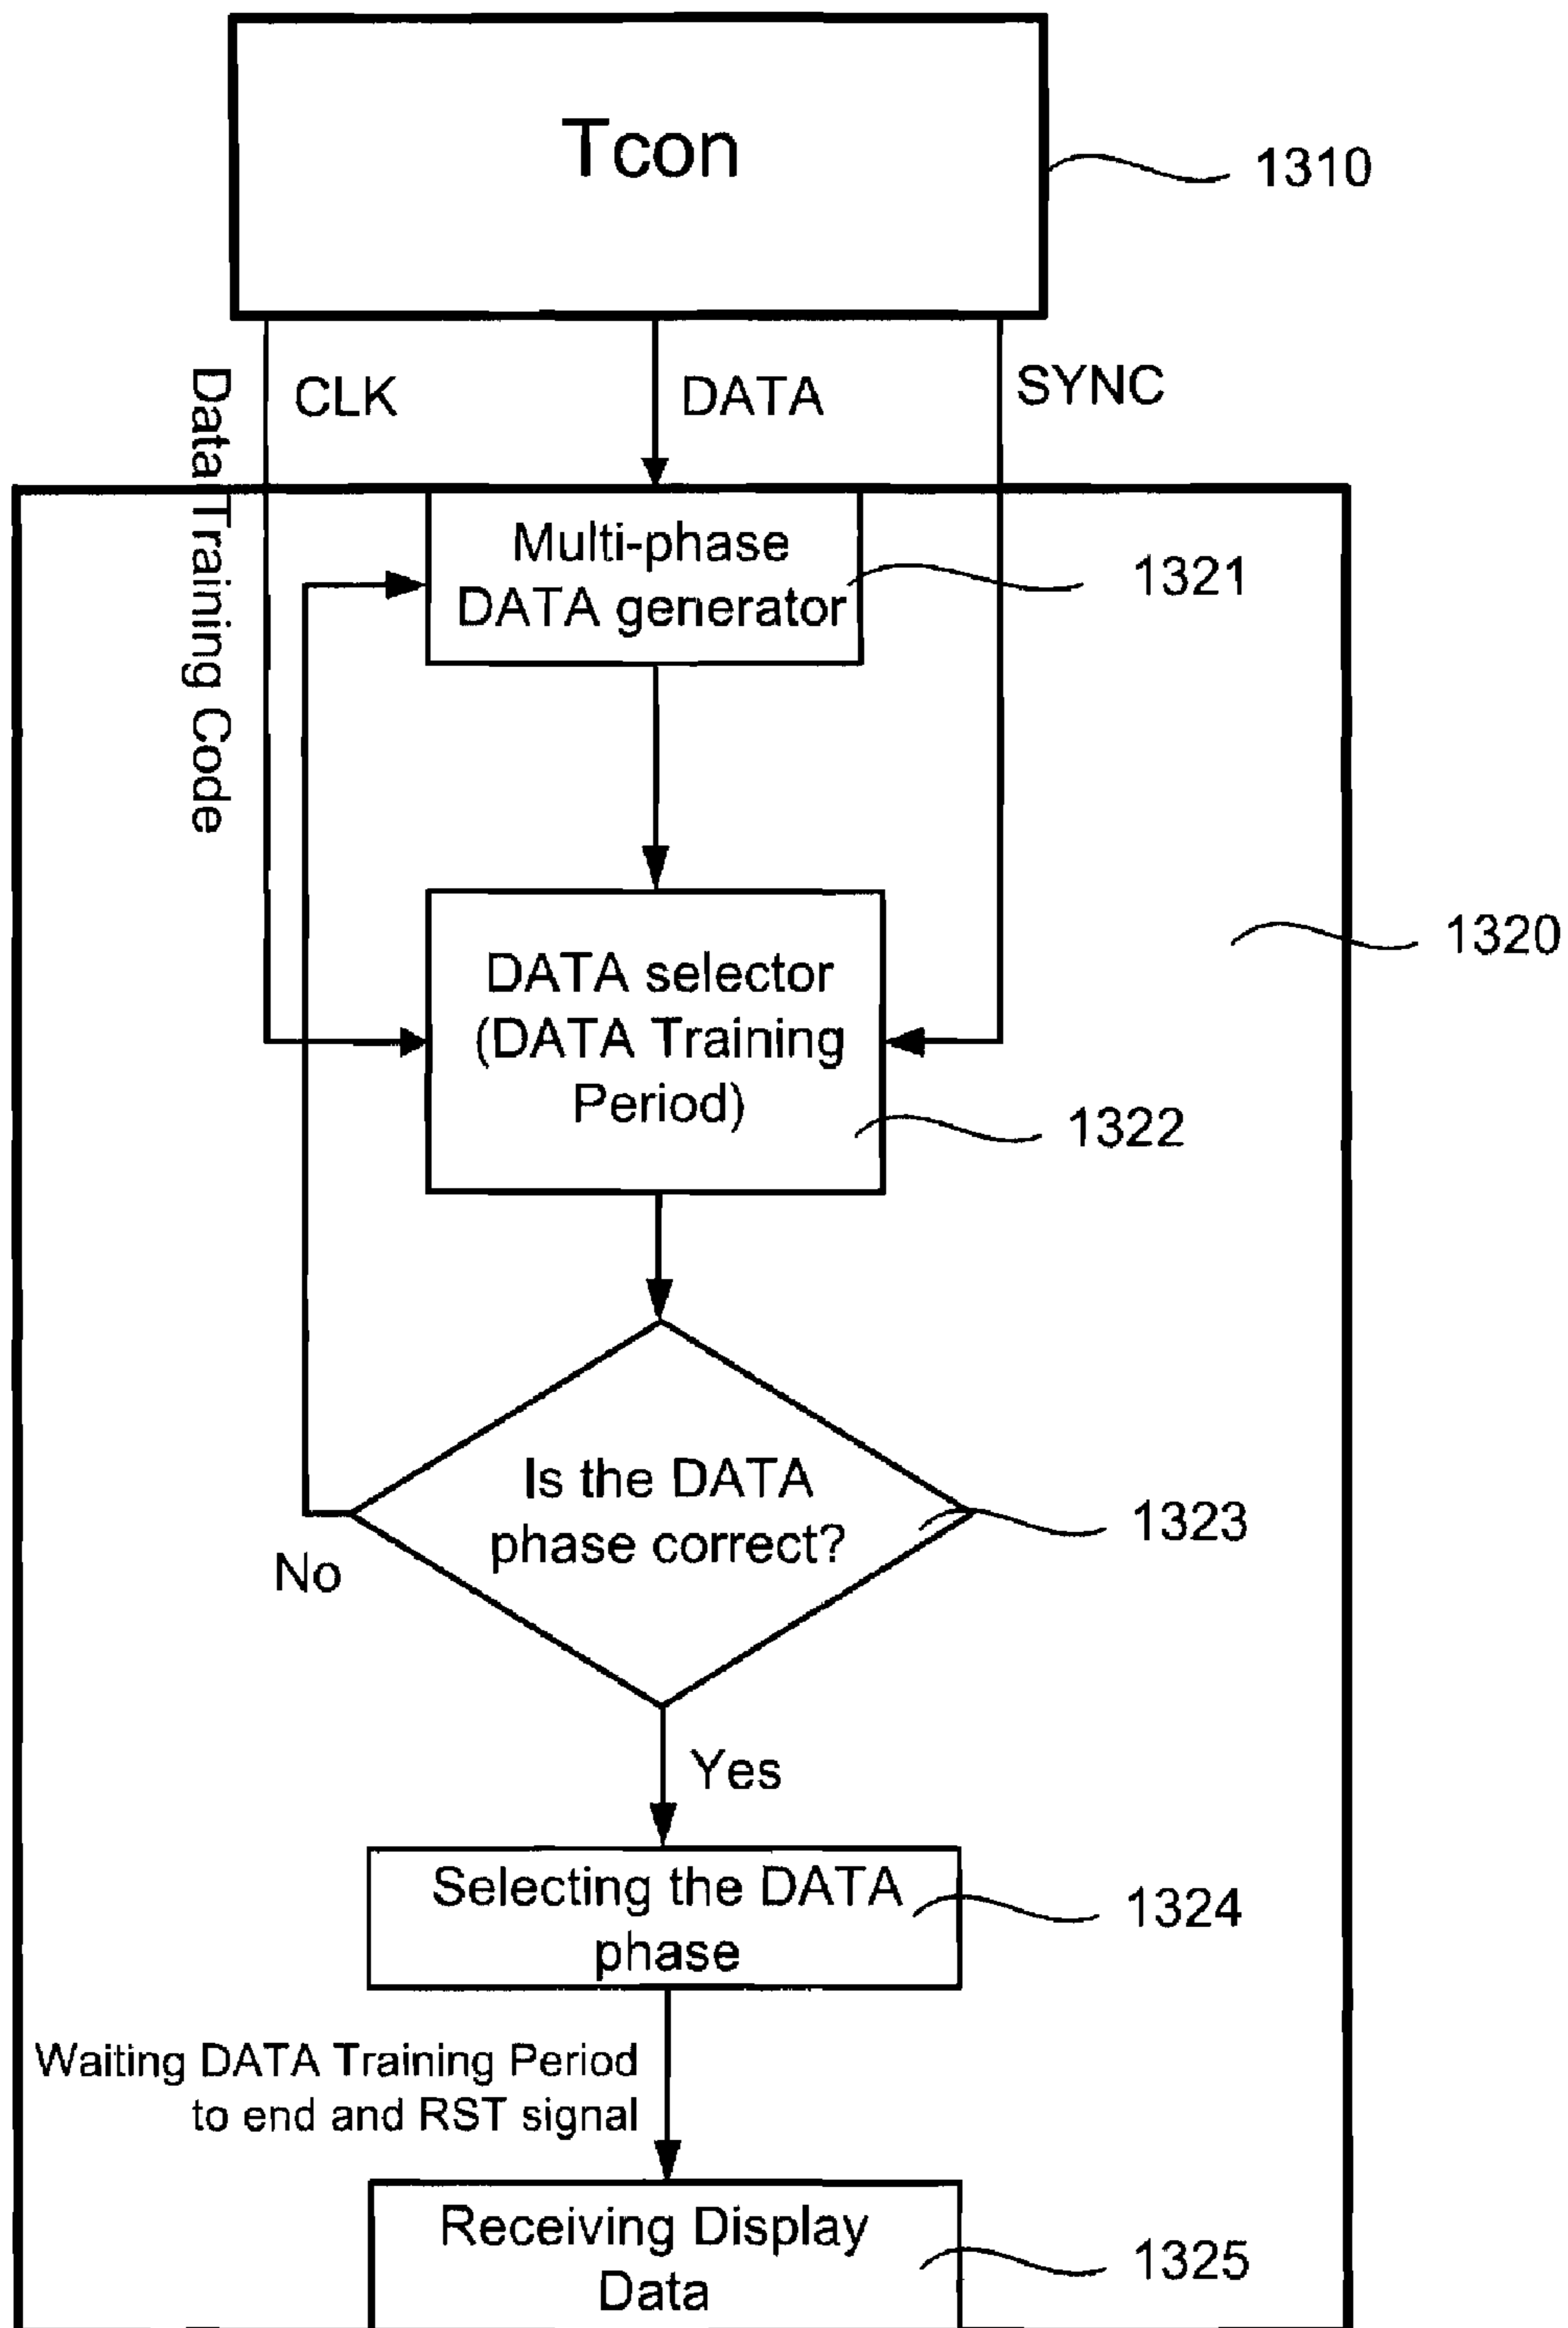 Tcon
1310
CLK
DATA
SYNC
Data Training Code
Multi-phase
DATA generator
1321
1320
DATA selector
(DATA Training
Period)
1322
Is the DATA
phase correct?
1323
No
Yes
Selecting the DATA
phase
1324
Waiting DATA Training Period
to end and RST signal
Receiving Display
Data
1325